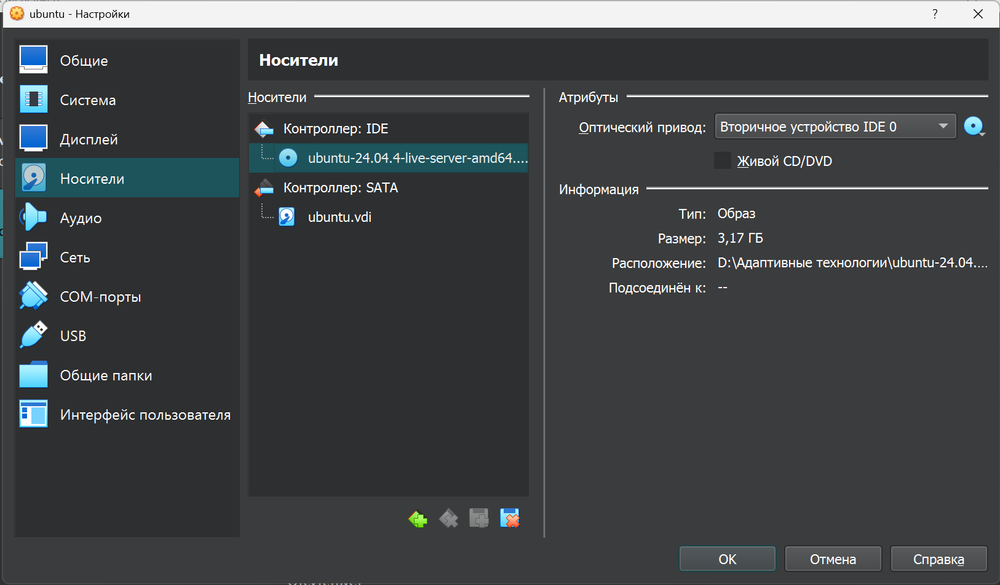 ubuntu - Настройки
?
Общие
Система
Дисплей
Носители
Аудио
Сеть
COM-порты
USB
Общие папки
Интерфейс пользователя
Носители
Носители
Контроллер: IDE
ubuntu-24.04.4-live-server-amd64....
Контроллер: SATA
ubuntu.vdi
Атрибуты
Оптический привод: Вторичное устройство IDE 0
Живой CD/DVD
Информация
Тип: Образ
Размер: 3,17 ГБ
Расположение: D:\Адаптивные технологии\ubuntu-24.04....
Подсоединён к: --
OK
Отмена
Справка